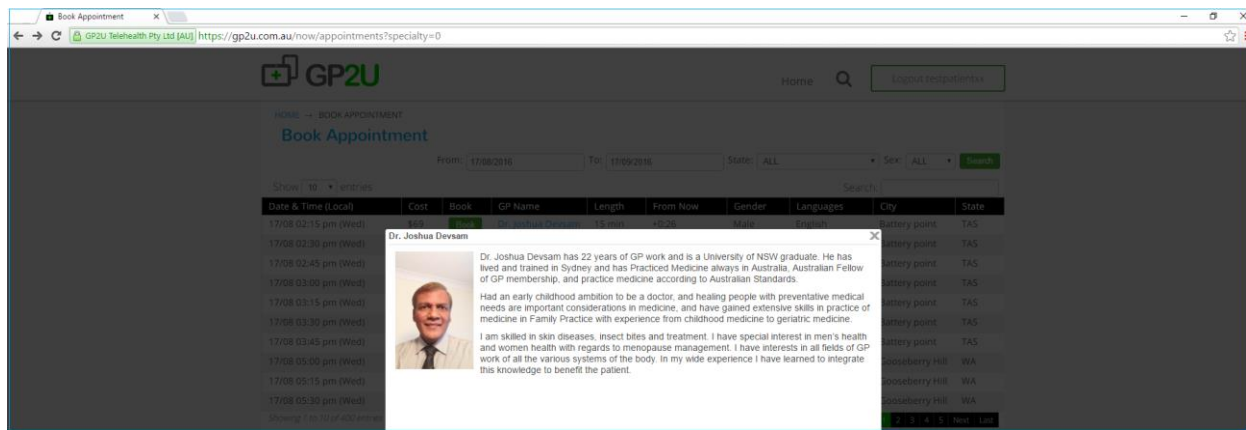 Book Appointment
GP2U Telehealth Pty Ltd [AU] https://gp2u.com.au/now/appointments?specialty=0
GP2U
Home
Logout testpatientxx
HOME → BOOK APPOINTMENT
Book Appointment
From: 17/08/2016 To: 17/09/2016 State: ALL Sex: ALL Search
Show 10 entries Search:
Date & Time (Local) Cost Book GP Name Length From Now Gender Languages City State
17/08 02:15 pm (Wed) $60 Book Dr. Joshua Devsam 15 min +0:26 Male English Battery point TAS
17/08 02:30 pm (Wed) Battery point TAS
17/08 02:45 pm (Wed) Battery point TAS
17/08 03:00 pm (Wed) Battery point TAS
17/08 03:15 pm (Wed) Battery point TAS
17/08 03:30 pm (Wed) Battery point TAS
17/08 03:45 pm (Wed) Battery point TAS
17/08 05:00 pm (Wed) Gooseberry Hill WA
17/08 05:15 pm (Wed) Gooseberry Hill WA
17/08 05:30 pm (Wed) Gooseberry Hill WA
Showing 1 to 10 of 400 entries
2 3 4 5 Next Last
Dr. Joshua Devsam
Dr. Joshua Devsam has 22 years of GP work and is a University of NSW graduate. He has
lived and trained in Sydney and has Practiced Medicine always in Australia, Australian Fellow
of GP membership, and practice medicine according to Australian Standards.
Had an early childhood ambition to be a doctor, and healing people with preventative medical
needs are important considerations in medicine, and have gained extensive skills in practice of
medicine in Family Practice with experience from childhood medicine to geriatric medicine.
I am skilled in skin diseases, insect bites and treatment. I have special interest in men's health
and women health with regards to menopause management. I have interests in all fields of GP
work of all the various systems of the body. In my wide experience I have learned to integrate
this knowledge to benefit the patient.